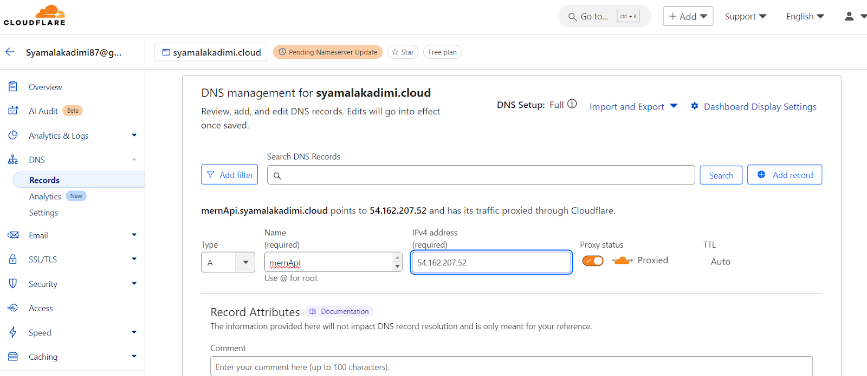 CLOUDFLARE
Go to... ctrl + K
+ Add
Support
English
Syamalakadimi87@g...
syamalakadimi.cloud
Pending Nameserver Update
Star
Free plan
Overview
AI Audit Beta
Analytics & Logs
DNS
Records
Analytics New
Settings
Email
SSL/TLS
Security
Access
Speed
Caching
DNS management for syamalakadimi.cloud
Review, add, and edit DNS records. Edits will go into effect
once saved.
DNS Setup: Full
Import and Export
Dashboard Display Settings
Search DNS Records
Add filter
Search
Add record
mernApi.syamalakadimi.cloud points to 54.162.207.52 and has its traffic proxied through Cloudflare.
Type
Name
(required)
IPv4 address
(required)
Proxy status
TTL
A
mernApi
54.162.207.52
Proxied
Auto
Use @ for root
Record Attributes
Documentation
The information provided here will not impact DNS record resolution and is only meant for your reference.
Comment
Enter your comment here (up to 100 characters).